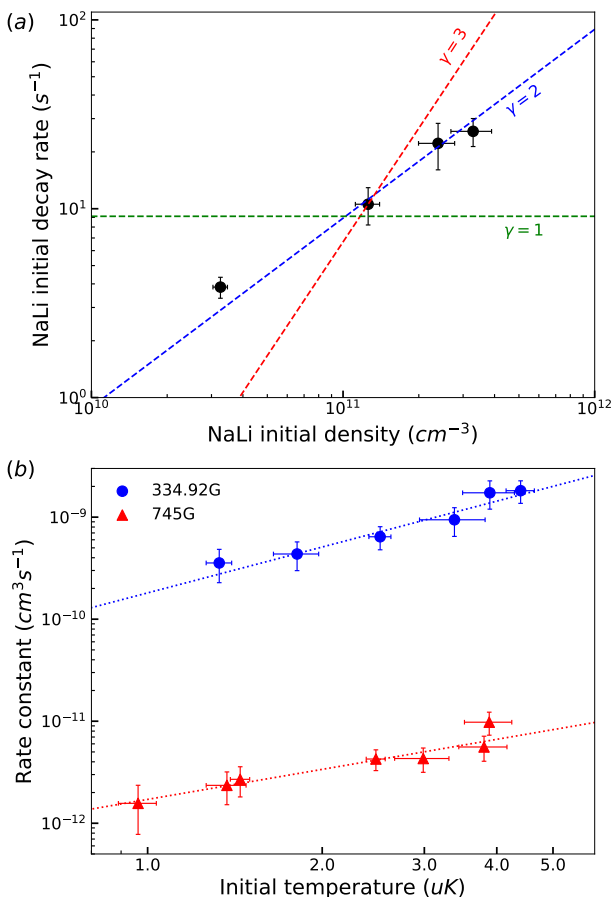 (a)
NaLi initial decay rate (s⁻¹)
10²
10¹
10⁰
γ = 3
γ = 2
γ = 1
10¹⁰
10¹¹
10¹²
NaLi initial density (cm⁻³)
(b)
334.92G
745G
Rate constant (cm³s⁻¹)
10⁻⁹
10⁻¹⁰
10⁻¹¹
10⁻¹²
1.0
2.0
3.0
4.0
5.0
Initial temperature (uK)